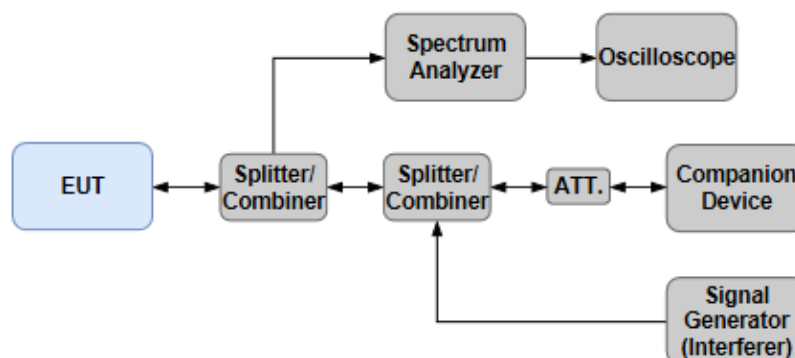 Spectrum
Analyzer
Oscilloscope
EUT
Splitter/
Combiner
Splitter/
Combiner
ATT.
Companion
Device
Signal
Generator
(Interferer)